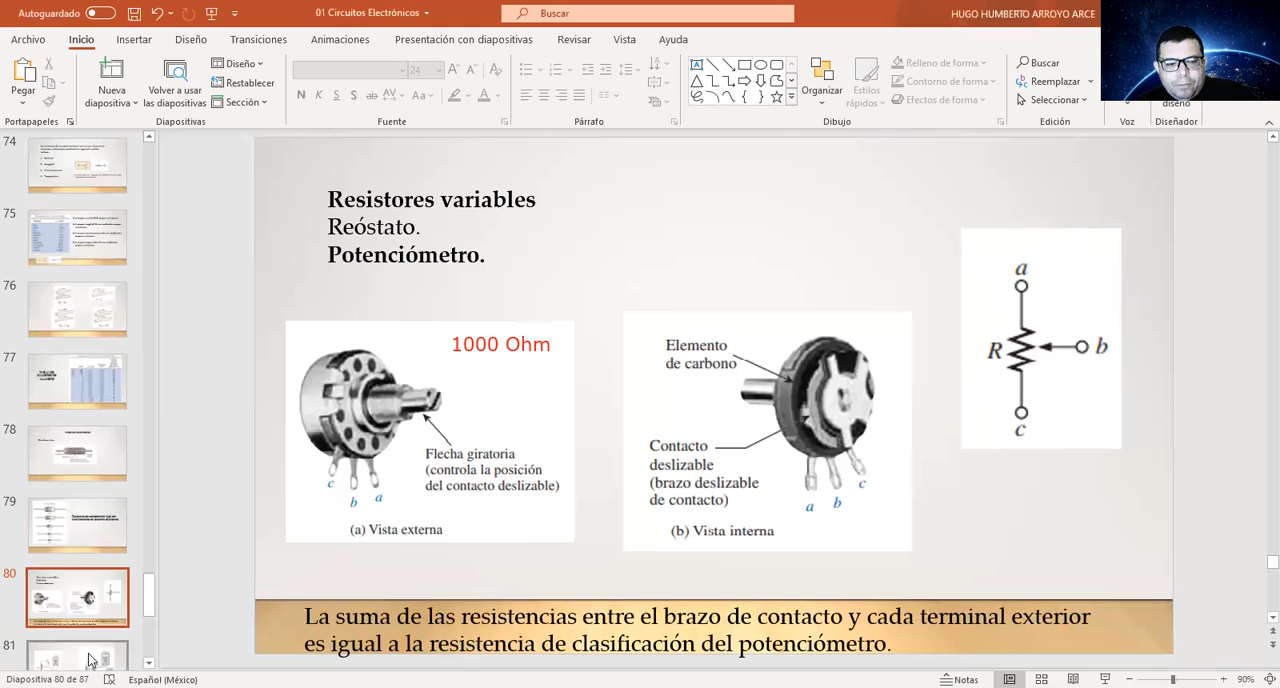 Autoguardado
01 Circuitos Electrónicos
Buscar
HUGO HUMBERTO ARROYO ARCE
Archivo
Inicio
Insertar
Diseño
Transiciones
Animaciones
Presentación con diapositivas
Revisar
Vista
Ayuda
Pegar
Nueva
diapositiva
Volver a usar
las diapositivas
Diseño
Restablecer
Sección
24
N K S S ab AV Aa A
Organizar
Estilos
rápidos
Relleno de forma
Contorno de forma
Efectos de forma
Buscar
Reemplazar
Seleccionar
diseño
Portapapeles
Diapositivas
Fuente
Párrafo
Dibujo
Edición
Voz
Diseñador
74
75
76
77
78
79
80
81
Resistores variables
Reóstato.
Potenciómetro.
1000 Ohm
c
b
a
Flecha giratoria
(controla la posición
del contacto deslizable)
(a) Vista externa
Elemento
de carbono
Contacto
deslizable
(brazo deslizable
de contacto)
a
b
c
(b) Vista interna
a
R
b
c
La suma de las resisencias entre el brazo de contacto y cada terminal exterior
es igual a la resistencia de clasificación del potenciómetro.
Diapositiva 80 de 87
Español (México)
Notas
90%